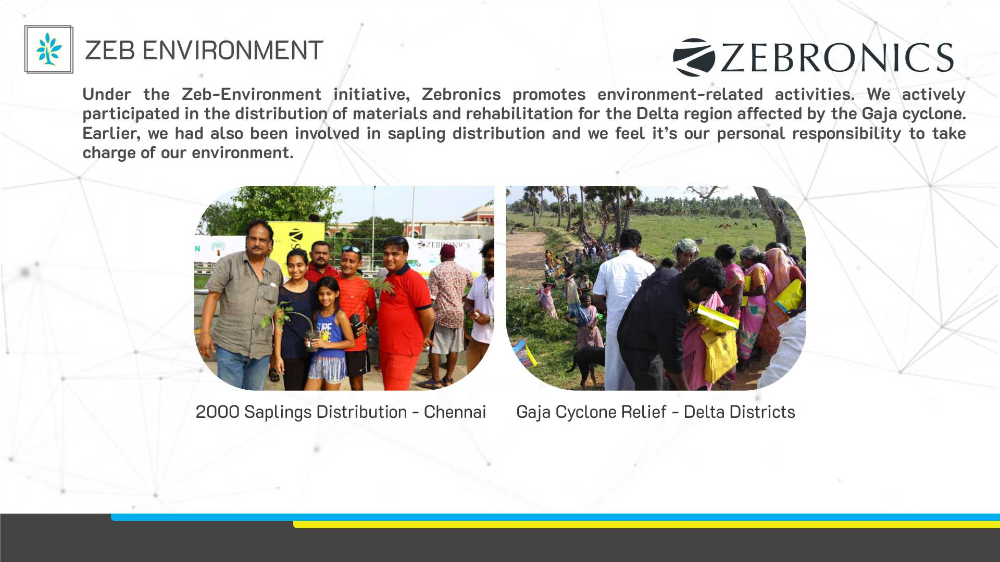 ZEB ENVIRONMENT
ZEBRONICS
Under the Zeb-Environment initiative, Zebronics promotes environment-related activities. We actively
participated in the distribution of materials and rehabilitation for the Delta region affected by the Gaja cyclone.
Earlier, we had also been involved in sapling distribution and we feel it's our personal responsibility to take
charge of our environment.
ZEBRONICS
2000 Saplings Distribution - Chennai
Gaja Cyclone Relief - Delta Districts